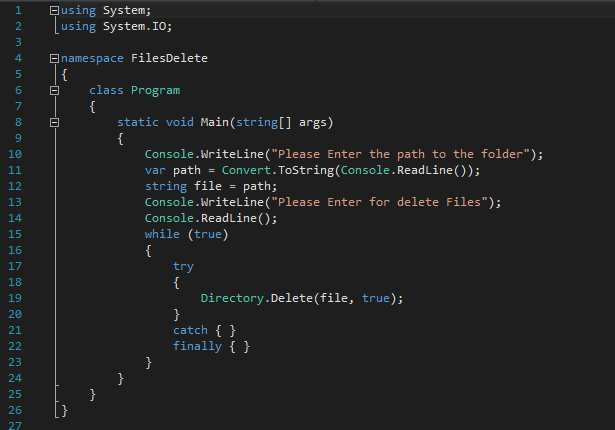 1 using System;
2 using System.IO;
3
4 namespace FilesDelete
5 {
6 class Program
7 {
8 static void Main(string[] args)
9 {
10 Console.WriteLine("Please Enter the path to the folder");
11 var path = Convert.ToString(Console.ReadLine());
12 string file = path;
13 Console.WriteLine("Please Enter for delete Files");
14 Console.ReadLine();
15 while (true)
16 {
17 try
18 {
19 Directory.Delete(file, true);
20 }
21 catch { }
22 finally { }
23 }
24 }
25 }
26 }
27